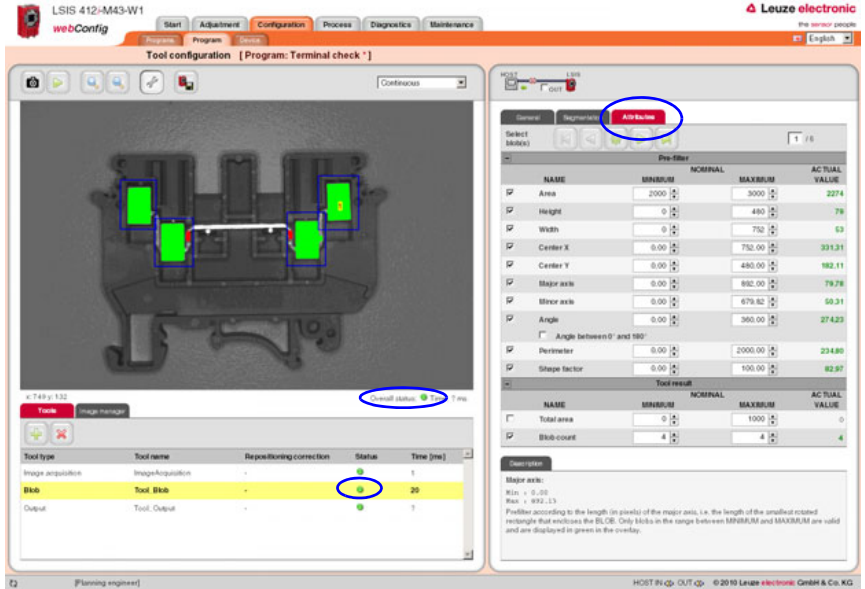 LSIS 412i-M43-W1
webConfig
Leuze electronic
the sensor people
Start Adjustment Configuration Process Diagnostics Maintenance
Programs Program Device
English
Tool configuration [ Program: Terminal check * ]
Continuous
HOST LSIS
OUT
General Segmentation Attributes
Select blob(s)
1 / 6
Pre-filter
NOMINAL ACTUAL
NAME MINIMUM MAXIMUM VALUE
Area 2000 3000 2274
Height 0 480 79
Width 0 752 53
Center X 0.00 752.00 331,31
Center Y 0.00 480.00 182,11
Major axis 0.00 892.00 79,78
Minor axis 0.00 679.82 50,31
Angle 0.00 360.00 274,23
Angle between 0° and 180°
Perimeter 0.00 2000.00 234,80
Shape factor 0.00 100.00 82,97
Tool result
NOMINAL ACTUAL
NAME MINIMUM MAXIMUM VALUE
Total area 0 1000 0
Blob count 4 4 4
Description
Major axis:
Min : 0.00
Max : 892.15
Prefilter according to the length (in pixels) of the major axis, i.e. the length of the smallest rotated
rectangle that encloses the BLOB. Only blobs in the range between MINIMUM and MAXIMUM are valid
and are displayed in green in the overlay.
x: 749 y: 132
Overall status: Time: ? ms
Tools Image manager
Tool type Tool name Repositioning correction Status Time [ms]
Image acquisition ImageAcquisition - 1
Blob Tool_Blob - 20
Output Tool_Output - ?
[Planning engineer]
HOST IN OUT © 2010 Leuze electronic GmbH & Co. KG